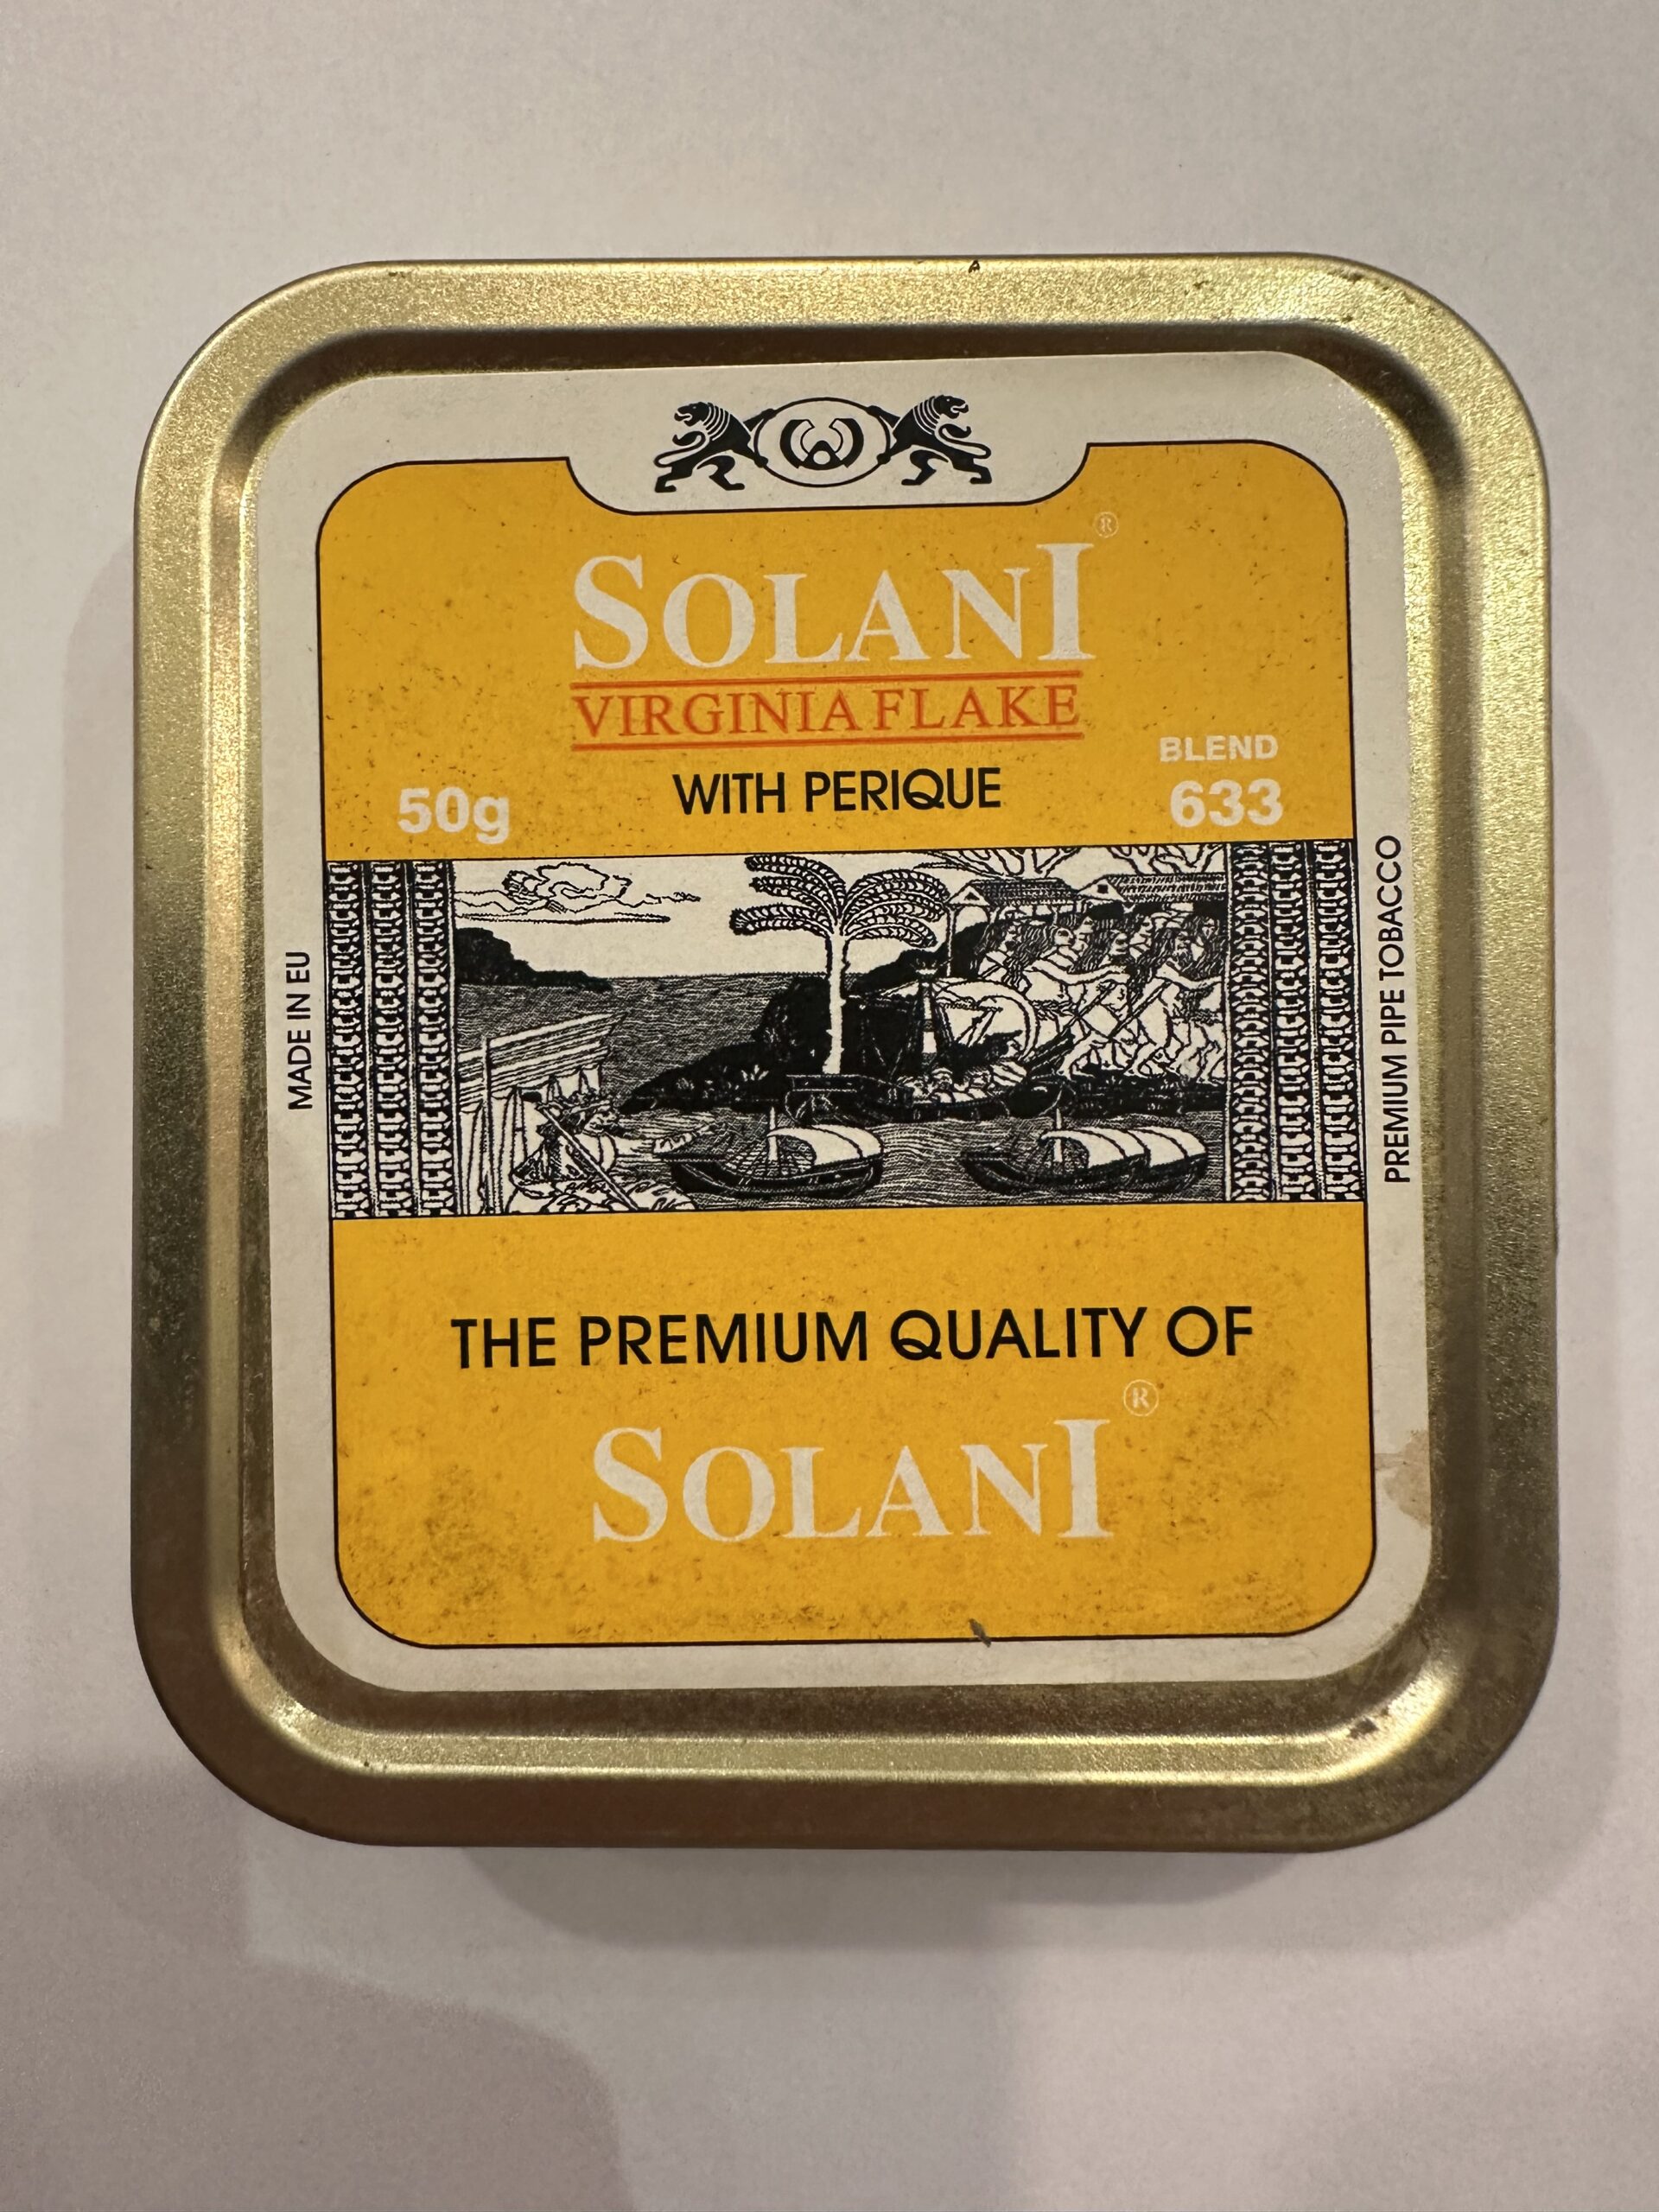 SOLANI®
VIRGINIA FLAKE
WITH PERIQUE
50g
BLEND
633
MADE IN EU
PREMIUM PIPE TOBACCO
THE PREMIUM QUALITY OF
SOLANI®